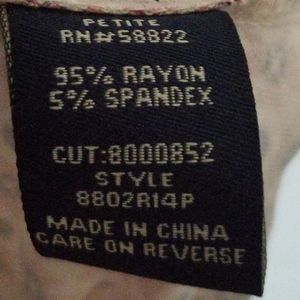 PETITE
RN#58822
95% RAYON
5% SPANDEX
CUT:8000852
STYLE
8802R14P
MADE IN CHINA
CARE ON REVERSE